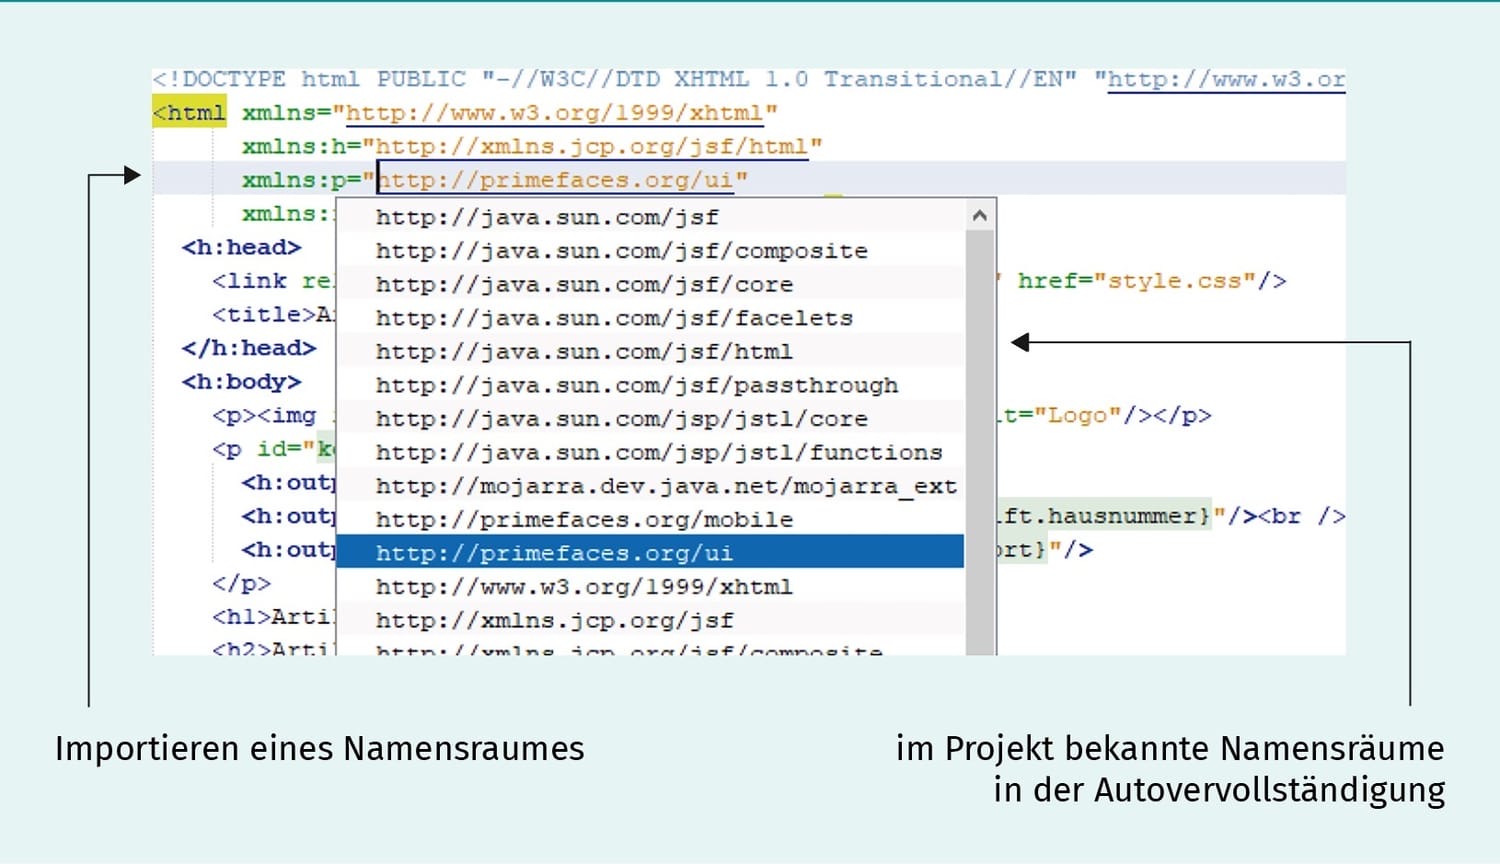 <!DOCTYPE html PUBLIC "-//W3C//DTD XHTML 1.0 Transitional//EN" "http://www.w3.or
<html xmlns="http://www.w3.org/1999/xhtml"
xmlns:h="http://xmlns.jcp.org/jsf/html"
xmlns:p="http://primefaces.org/ui"
xmlns:
<h:head>
<link re href="style.css"/>
<title>A
</h:head>
<h:body>
<p><img t="Logo"/></p>
<p id="k
<h:out
<h:out ft.hausnummer}"/><br />
<h:out ort}"/>
</p>
<h1>Arti
<h2>Arti
http://java.sun.com/jsf
http://java.sun.com/jsf/composite
http://java.sun.com/jsf/core
http://java.sun.com/jsf/facelets
http://java.sun.com/jsf/html
http://java.sun.com/jsf/passthrough
http://java.sun.com/jsp/jstl/core
http://java.sun.com/jsp/jstl/functions
http://mojarra.dev.java.net/mojarra_ext
http://primefaces.org/mobile
http://primefaces.org/ui
http://www.w3.org/1999/xhtml
http://xmlns.jcp.org/jsf
http://xmlns.jcp.org/jsf/composite
Importieren eines Namensraumes
im Projekt bekannte Namensräume
in der Autovervollständigung